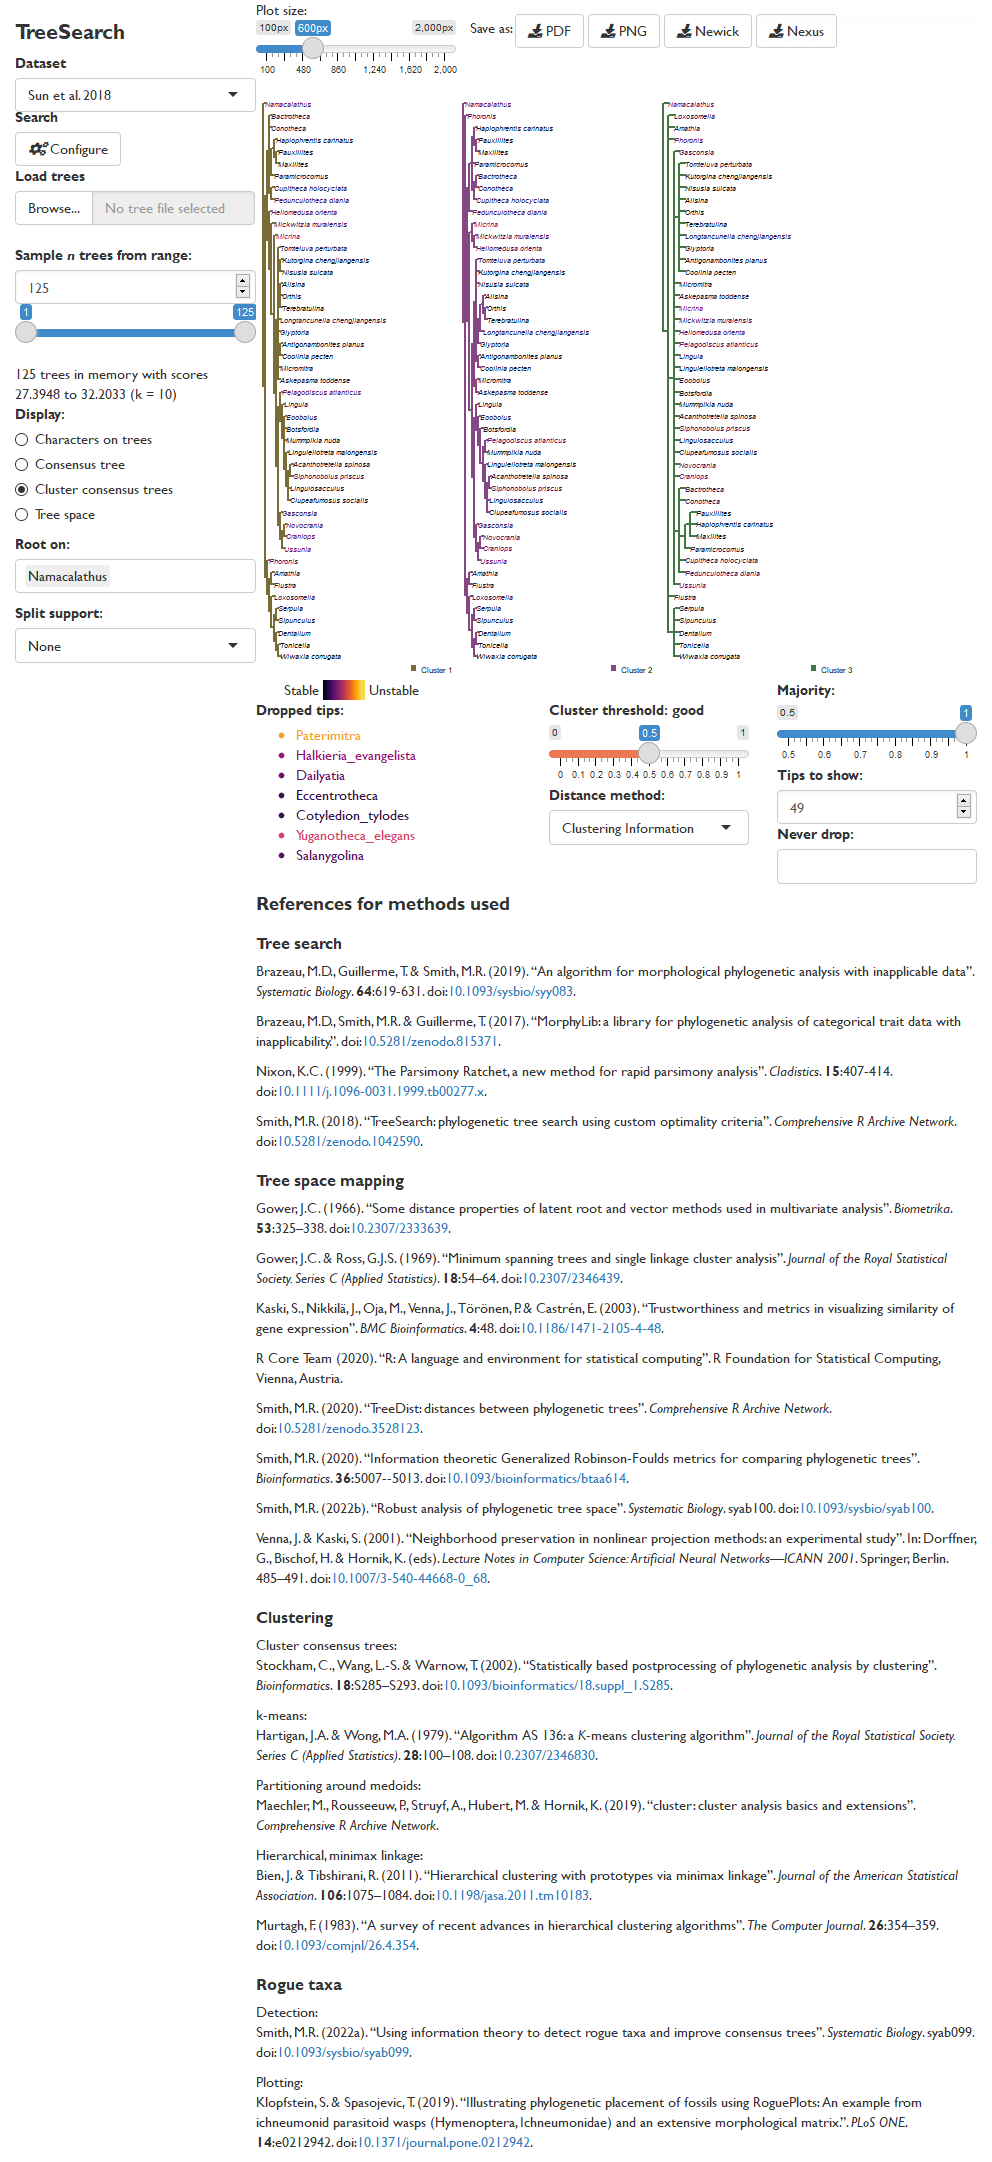 TreeSearch
Dataset
Sun et al. 2018
Search
Configure
Load trees
Browse... No tree file selected
Sample n trees from range:
125
1 125
125 trees in memory with scores
27.3948 to 32.2033 (k = 10)
Display:
Characters on trees
Consensus tree
Cluster consensus trees
Tree space
Root on:
Namacalathus
Split support:
None
Plot size:
100px 600px 2,000px
100 480 860 1,240 1,620 2,000
Save as: PDF PNG Newick Nexus
Namacalathus
Bactrotheca
Conotheca
Haplophrentis carinatus
Pauxillites
Maxilites
Paramicrocornus
Cupitheca holocyclata
Pedunculotheca diania
Heliomedusa orienta
Mickwitzia muralensis
Micrina
Tomteluva perturbata
Kutorgina chengjiangensis
Nisusia sulcata
Alisina
Orthis
Terebratulina
Longtancunella chengjiangensis
Glyptoria
Antigonambonites planus
Coolinia pecten
Micromitra
Askepasma toddense
Pelagodiscus atlanticus
Lingula
Eoobolus
Botsfordia
Mummpikia nuda
Lingulellotreta malongensis
Acanthotretella spinosa
Siphonobolus priscus
Lingulosacculus
Clupeafumosus socialis
Gasconsia
Novocrania
Craniops
Ussunia
Phoronis
Amathia
Flustra
Loxosomella
Serpula
Sipunculus
Dentalium
Tonicella
Wiwaxia corrugata
Cluster 1
Namacalathus
Phoronis
Haplophrentis carinatus
Pauxillites
Maxilites
Paramicrocornus
Bactrotheca
Conotheca
Cupitheca holocyclata
Pedunculotheca diania
Micrina
Mickwitzia muralensis
Heliomedusa orienta
Tomteluva perturbata
Kutorgina chengjiangensis
Nisusia sulcata
Alisina
Orthis
Terebratulina
Longtancunella chengjiangensis
Glyptoria
Antigonambonites planus
Coolinia pecten
Micromitra
Askepasma toddense
Lingula
Eoobolus
Botsfordia
Pelagodiscus atlanticus
Mummpikia nuda
Lingulellotreta malongensis
Acanthotretella spinosa
Siphonobolus priscus
Lingulosacculus
Clupeafumosus socialis
Gasconsia
Novocrania
Craniops
Ussunia
Amathia
Flustra
Loxosomella
Serpula
Sipunculus
Dentalium
Tonicella
Wiwaxia corrugata
Cluster 2
Namacalathus
Loxosomella
Amathia
Phoronis
Gasconsia
Tomteluva perturbata
Kutorgina chengjiangensis
Nisusia sulcata
Alisina
Orthis
Terebratulina
Longtancunella chengjiangensis
Glyptoria
Antigonambonites planus
Coolinia pecten
Micromitra
Askepasma toddense
Micrina
Mickwitzia muralensis
Heliomedusa orienta
Pelagodiscus atlanticus
Lingula
Lingulellotreta malongensis
Eoobolus
Botsfordia
Mummpikia nuda
Acanthotretella spinosa
Siphonobolus priscus
Lingulosacculus
Clupeafumosus socialis
Novocrania
Craniops
Bactrotheca
Conotheca
Pauxillites
Haplophrentis carinatus
Maxilites
Paramicrocornus
Cupitheca holocyclata
Pedunculotheca diania
Ussunia
Flustra
Serpula
Sipunculus
Dentalium
Tonicella
Wiwaxia corrugata
Cluster 3
Stable Unstable
Dropped tips:
Paterimitra
Halkieria_evangelista
Dailyatia
Eccentrotheca
Cotyledion_tylodes
Yuganotheca_elegans
Salanygolina
Cluster threshold: good
0 0.5 1
0 0.1 0.2 0.3 0.4 0.5 0.6 0.7 0.8 0.9 1
Distance method:
Clustering Information
Majority:
0.5 1
0.5 0.6 0.7 0.8 0.9 1
Tips to show:
49
Never drop:
References for methods used
Tree search
Brazeau, M.D., Guillerme, T. & Smith, M.R. (2019). “An algorithm for morphological phylogenetic analysis with inapplicable data”.
Systematic Biology. 64:619-631. doi:10.1093/sysbio/syy083.
Brazeau, M.D., Smith, M.R. & Guillerme, T. (2017). “MorphyLib: a library for phylogenetic analysis of categorical trait data with
inapplicability.”. doi:10.5281/zenodo.815371.
Nixon, K.C. (1999). “The Parsimony Ratchet, a new method for rapid parsimony analysis”. Cladistics. 15:407-414.
doi:10.1111/j.1096-0031.1999.tb00277.x.
Smith, M.R. (2018). “TreeSearch: phylogenetic tree search using custom optimality criteria”. Comprehensive R Archive Network.
doi:10.5281/zenodo.1042590.
Tree space mapping
Gower, J.C. (1966). “Some distance properties of latent root and vector methods used in multivariate analysis”. Biometrika.
53:325–338. doi:10.2307/2333639.
Gower, J.C. & Ross, G.J.S. (1969). “Minimum spanning trees and single linkage cluster analysis”. Journal of the Royal Statistical
Society. Series C (Applied Statistics). 18:54–64. doi:10.2307/2346439.
Kaski, S., Nikkilä, J., Oja, M., Venna, J., Törönen, P. & Castrén, E. (2003). “Trustworthiness and metrics in visualizing similarity of
gene expression”. BMC Bioinformatics. 4:48. doi:10.1186/1471-2105-4-48.
R Core Team (2020). “R: A language and environment for statistical computing”. R Foundation for Statistical Computing,
Vienna, Austria.
Smith, M.R. (2020). “TreeDist: distances between phylogenetic trees”. Comprehensive R Archive Network.
doi:10.5281/zenodo.3528123.
Smith, M.R. (2020). “Information theoretic Generalized Robinson-Foulds metrics for comparing phylogenetic trees”.
Bioinformatics. 36:5007--5013. doi:10.1093/bioinformatics/btaa614.
Smith, M.R. (2022b). “Robust analysis of phylogenetic tree space”. Systematic Biology. syab100. doi:10.1093/sysbio/syab100.
Venna, J. & Kaski, S. (2001). “Neighborhood preservation in nonlinear projection methods: an experimental study”. In: Dorffner,
G., Bischof, H. & Hornik, K. (eds). Lecture Notes in Computer Science: Artificial Neural Networks—ICANN 2001. Springer, Berlin.
485–491. doi:10.1007/3-540-44668-0_68.
Clustering
Cluster consensus trees:
Stockham, C., Wang, L.-S. & Warnow, T. (2002). “Statistically based postprocessing of phylogenetic analysis by clustering”.
Bioinformatics. 18:S285–S293. doi:10.1093/bioinformatics/18.suppl_1.S285.
k-means:
Hartigan, J.A. & Wong, M.A. (1979). “Algorithm AS 136: a K-means clustering algorithm”. Journal of the Royal Statistical Society.
Series C (Applied Statistics). 28:100–108. doi:10.2307/2346830.
Partitioning around medoids:
Maechler, M., Rousseeuw, P., Struyf, A., Hubert, M. & Hornik, K. (2019). “cluster: cluster analysis basics and extensions”.
Comprehensive R Archive Network.
Hierarchical, minimax linkage:
Bien, J. & Tibshirani, R. (2011). “Hierarchical clustering with prototypes via minimax linkage”. Journal of the American Statistical
Association. 106:1075–1084. doi:10.1198/jasa.2011.tm10183.
Murtagh, F. (1983). “A survey of recent advances in hierarchical clustering algorithms”. The Computer Journal. 26:354–359.
doi:10.1093/comjnl/26.4.354.
Rogue taxa
Detection:
Smith, M.R. (2022a). “Using information theory to detect rogue taxa and improve consensus trees”. Systematic Biology. syab099.
doi:10.1093/sysbio/syab099.
Plotting:
Klopfstein, S. & Spasojevic, T. (2019). “Illustrating phylogenetic placement of fossils using RoguePlots: An example from
ichneumonid parasitoid wasps (Hymenoptera, Ichneumonidae) and an extensive morphological matrix.”. PLoS ONE.
14:e0212942. doi:10.1371/journal.pone.0212942.